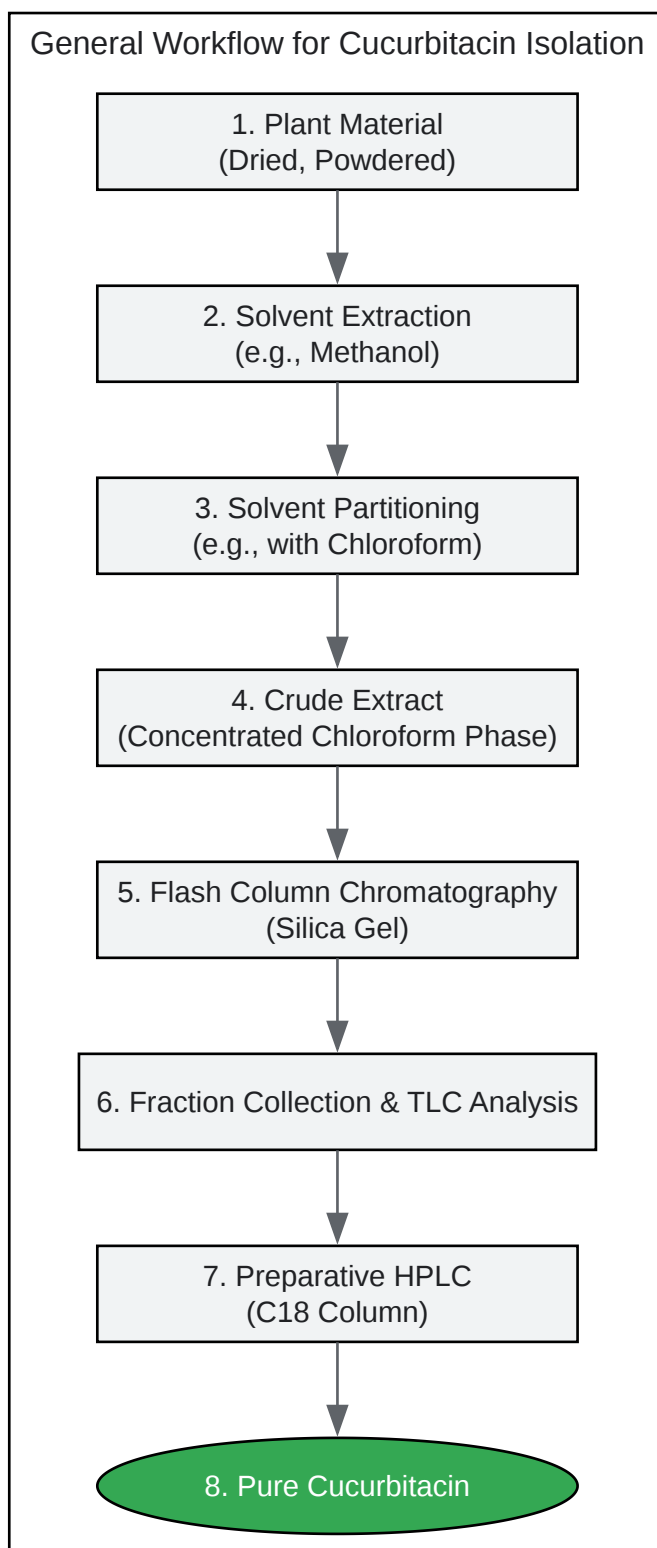 General Workflow for Cucurbitacin Isolation
1. Plant Material
(Dried, Powdered)
2. Solvent Extraction
(e.g., Methanol)
3. Solvent Partitioning
(e.g., with Chloroform)
4. Crude Extract
(Concentrated Chloroform Phase)
5. Flash Column Chromatography
(Silica Gel)
6. Fraction Collection & TLC Analysis
7. Preparative HPLC
(C18 Column)
8. Pure Cucurbitacin